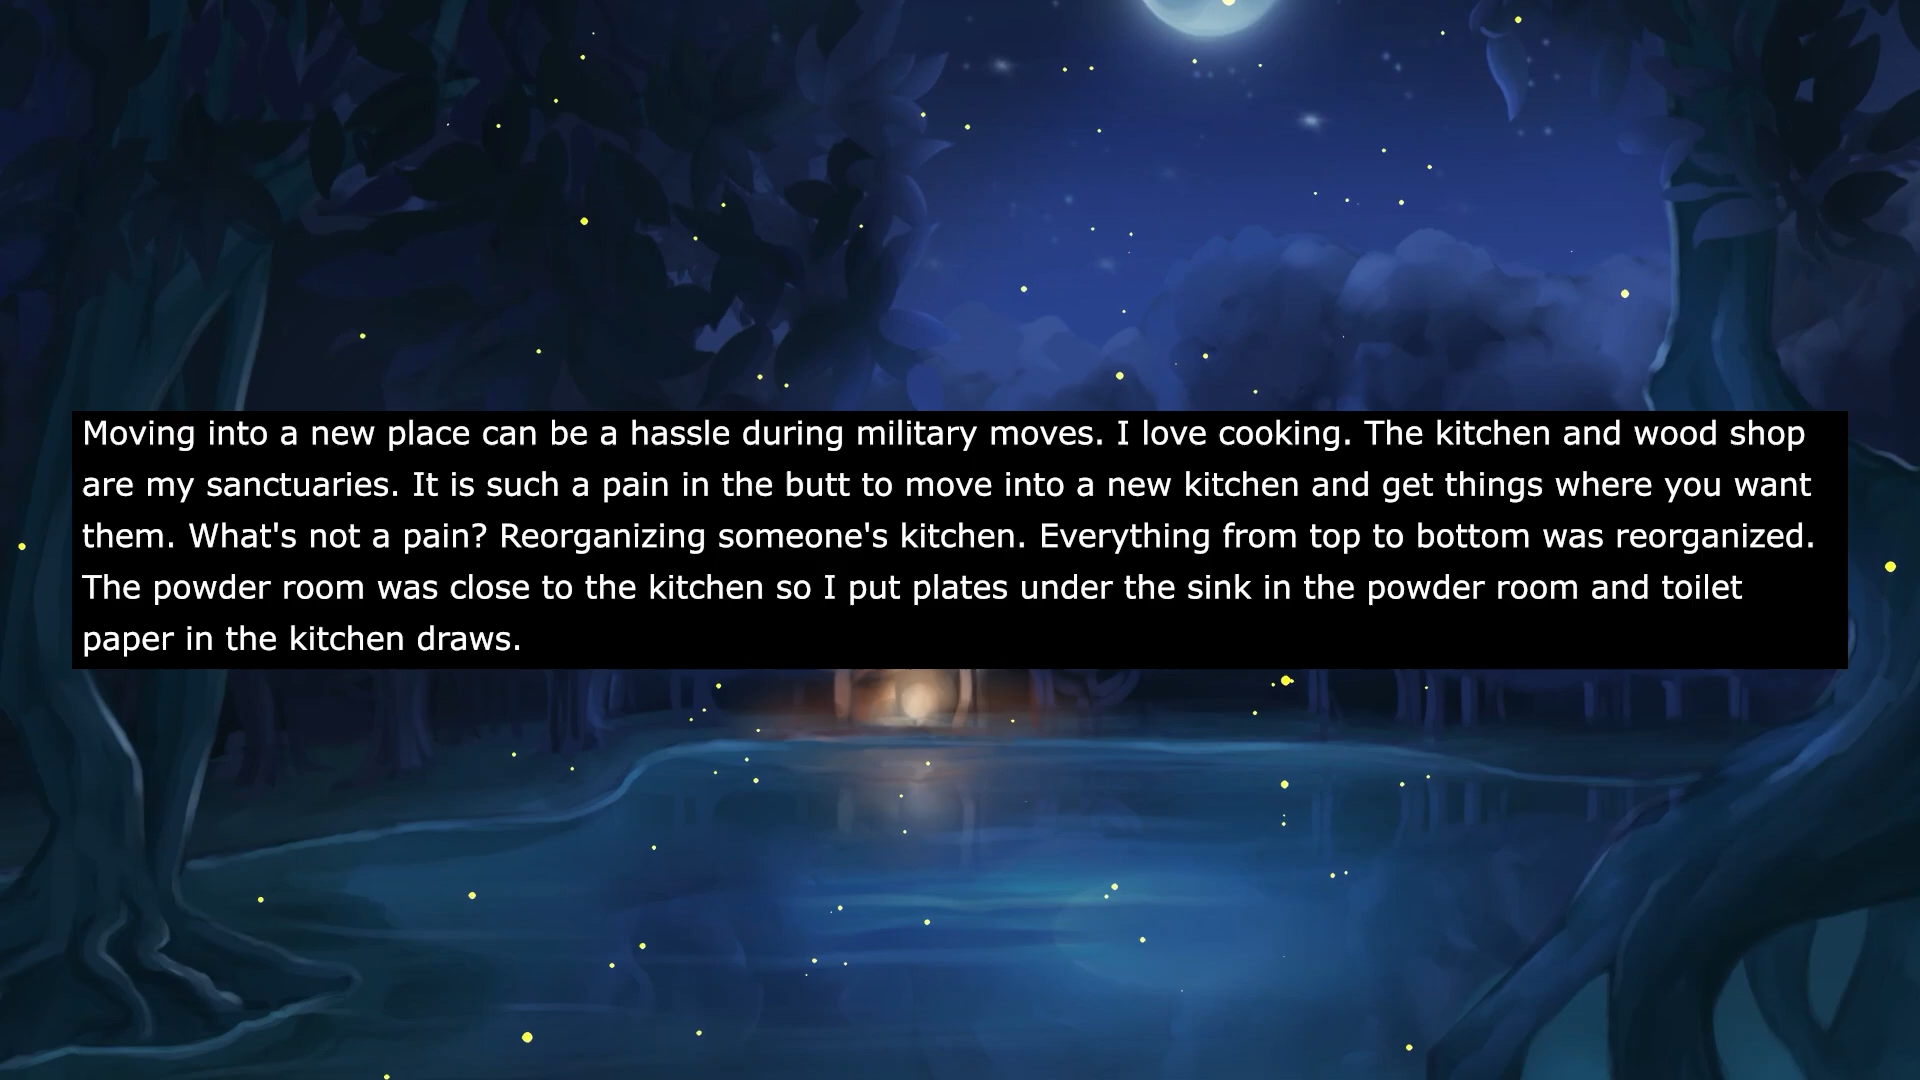 Moving into a new place can be a hassle during military moves. I love cooking. The kitchen and wood shop
are my sanctuaries. It is such a pain in the butt to move into a new kitchen and get things where you want
them. What's not a pain? Reorganizing someone's kitchen. Everything from top to bottom was reorganized.
The powder room was close to the kitchen so I put plates under the sink in the powder room and toilet
paper in the kitchen draws.